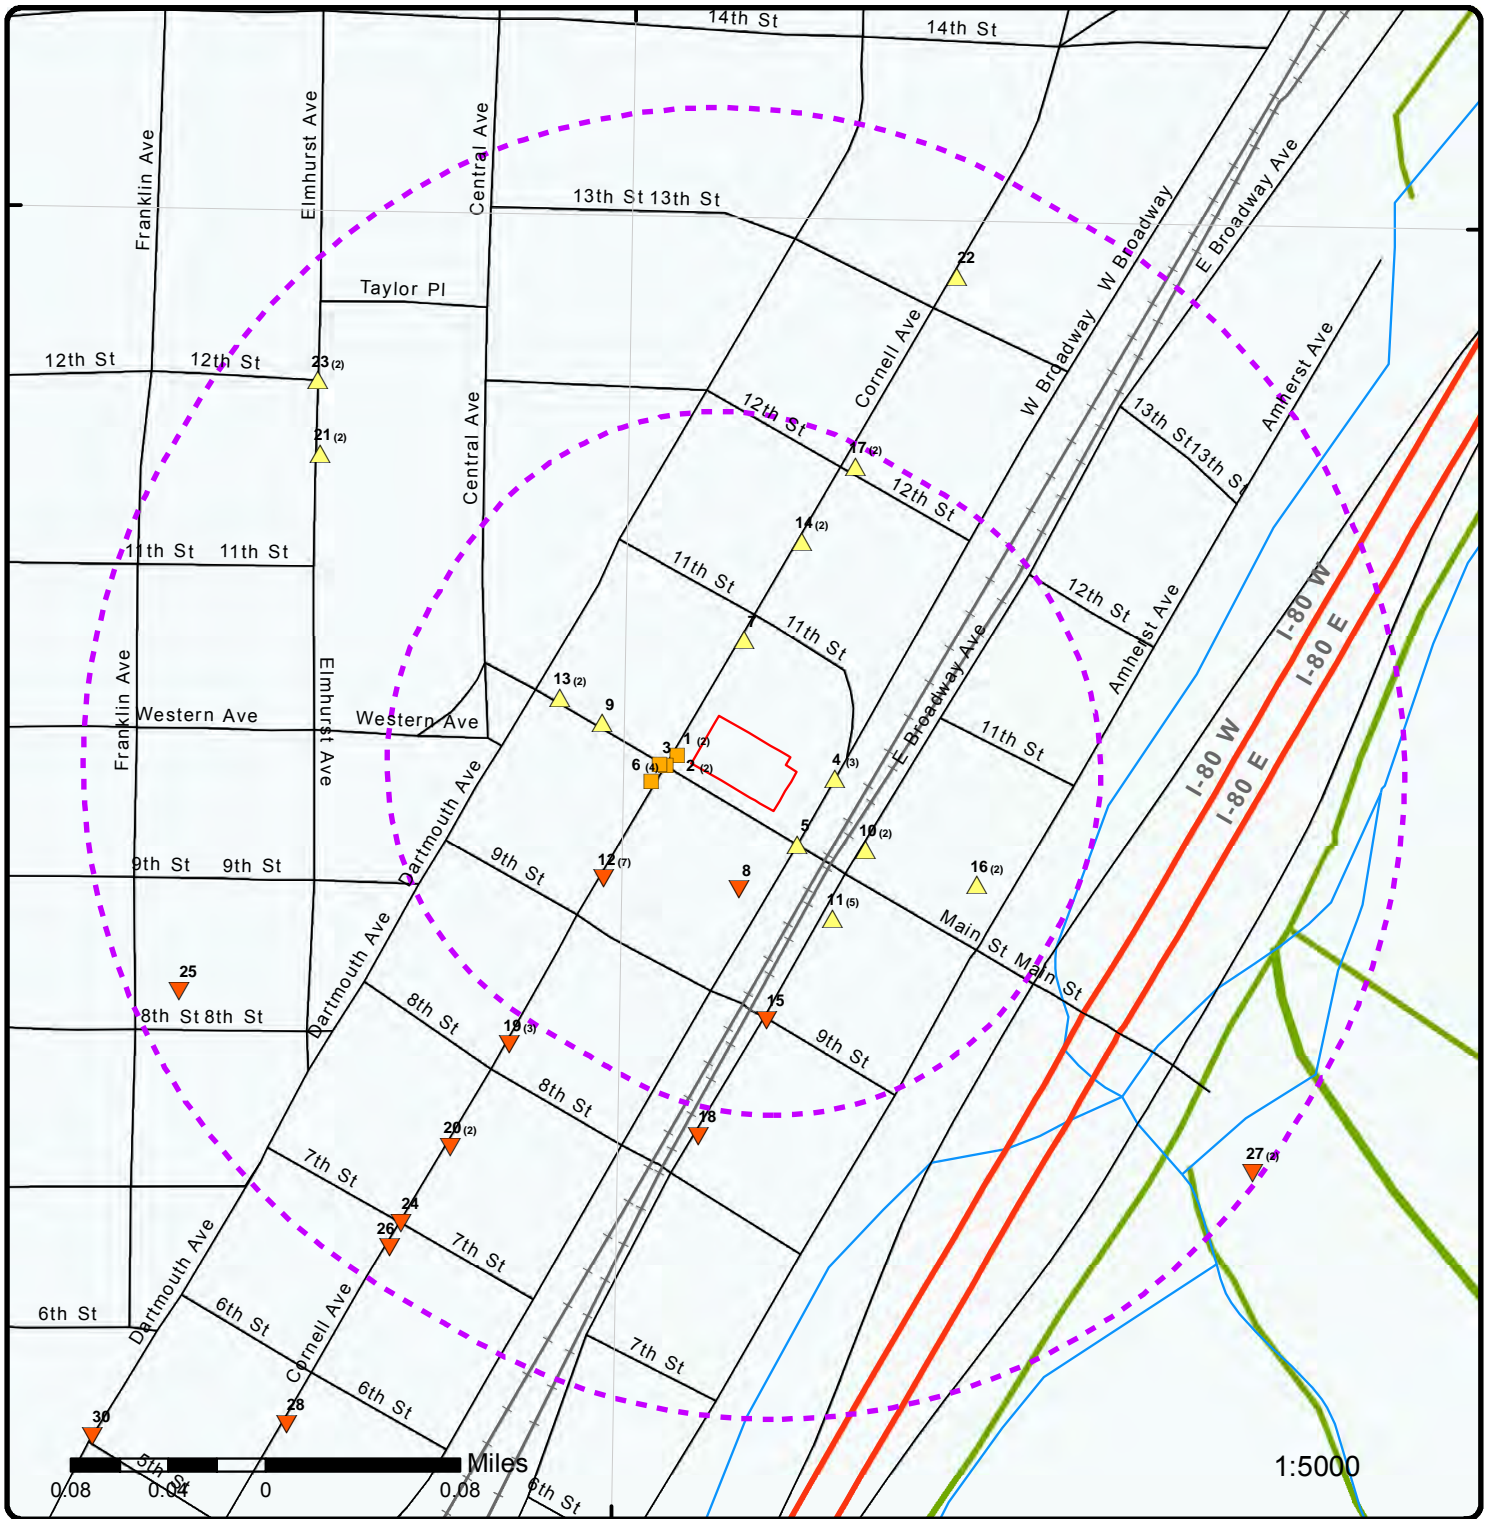 14th St
14th St
Franklin Ave
Elmhurst Ave
Central Ave
13th St 13th St
W Broadway
E Broadway Ave
22
Taylor Pl
Cornell Ave
W Broadway
Amherst Ave
12th St
12th St
23 (2)
21 (2)
Central Ave
12th St
17 (2)
12th St
13th St 13th St
14 (2)
11th St
11th St
11th St
12th St
Amherst Ave
I-80 W
I-80 E
7
11th St
E Broadway Ave
Franklin Ave
Elmhurst Ave
13 (2)
9
Western Ave
Western Ave
11th St
I-80 W
I-80 E
1 (2)
3
2 (2)
6 (4)
4 (3)
Dartmouth Ave
5
10 (2)
9th St
9th St
9th St
12 (7)
8
16 (2)
11 (5)
Main St Main St
Dartmouth Ave
25
8th St 8th St
8th St
19 (3)
15
9th St
8th St
18
20 (2)
7th St
27 (2)
24
26
7th St
Dartmouth Ave
6th St
6th St
Cornell Ave
7th St
6th St
28
30
5th St
Miles
1:5000
0.08
0.04
0
0.08
6th St